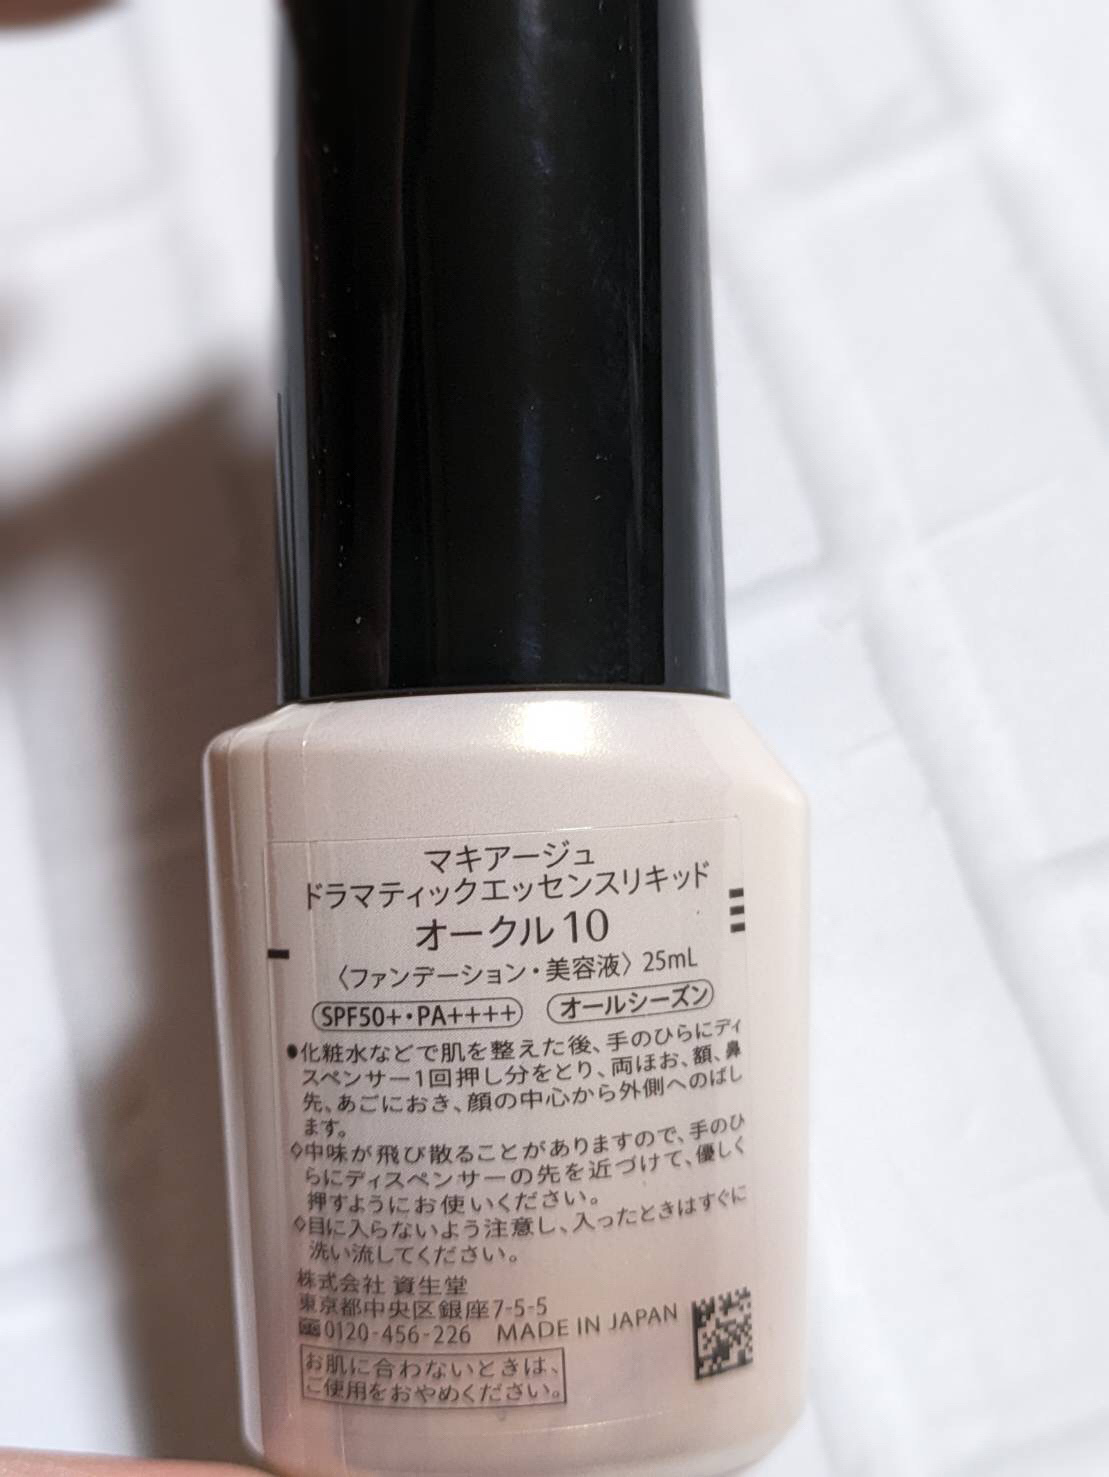 マキアージュ
ドラマティックエッセンスリキッド
オークル10
〈ファンデーション・美容液〉 25mL
SPF50+・PA++++ オールシーズン
●化粧水などで肌を整えた後、手のひらにディ
スペンサー1回押し分をとり、両ほお、額、鼻
先、あごにおき、顔の中心から外側へのばし
ます。
◇中味が飛び散ることがありますので、手のひ
らにディスペンサーの先を近づけて、優しく
押すようにお使いください。
◇目に入らないよう注意し、入ったときはすぐに
洗い流してください。
株式会社 資生堂
東京都中央区銀座7-5-5
0120-456-226 MADE IN JAPAN
お肌に合わないときは、
ご使用をおやめください。